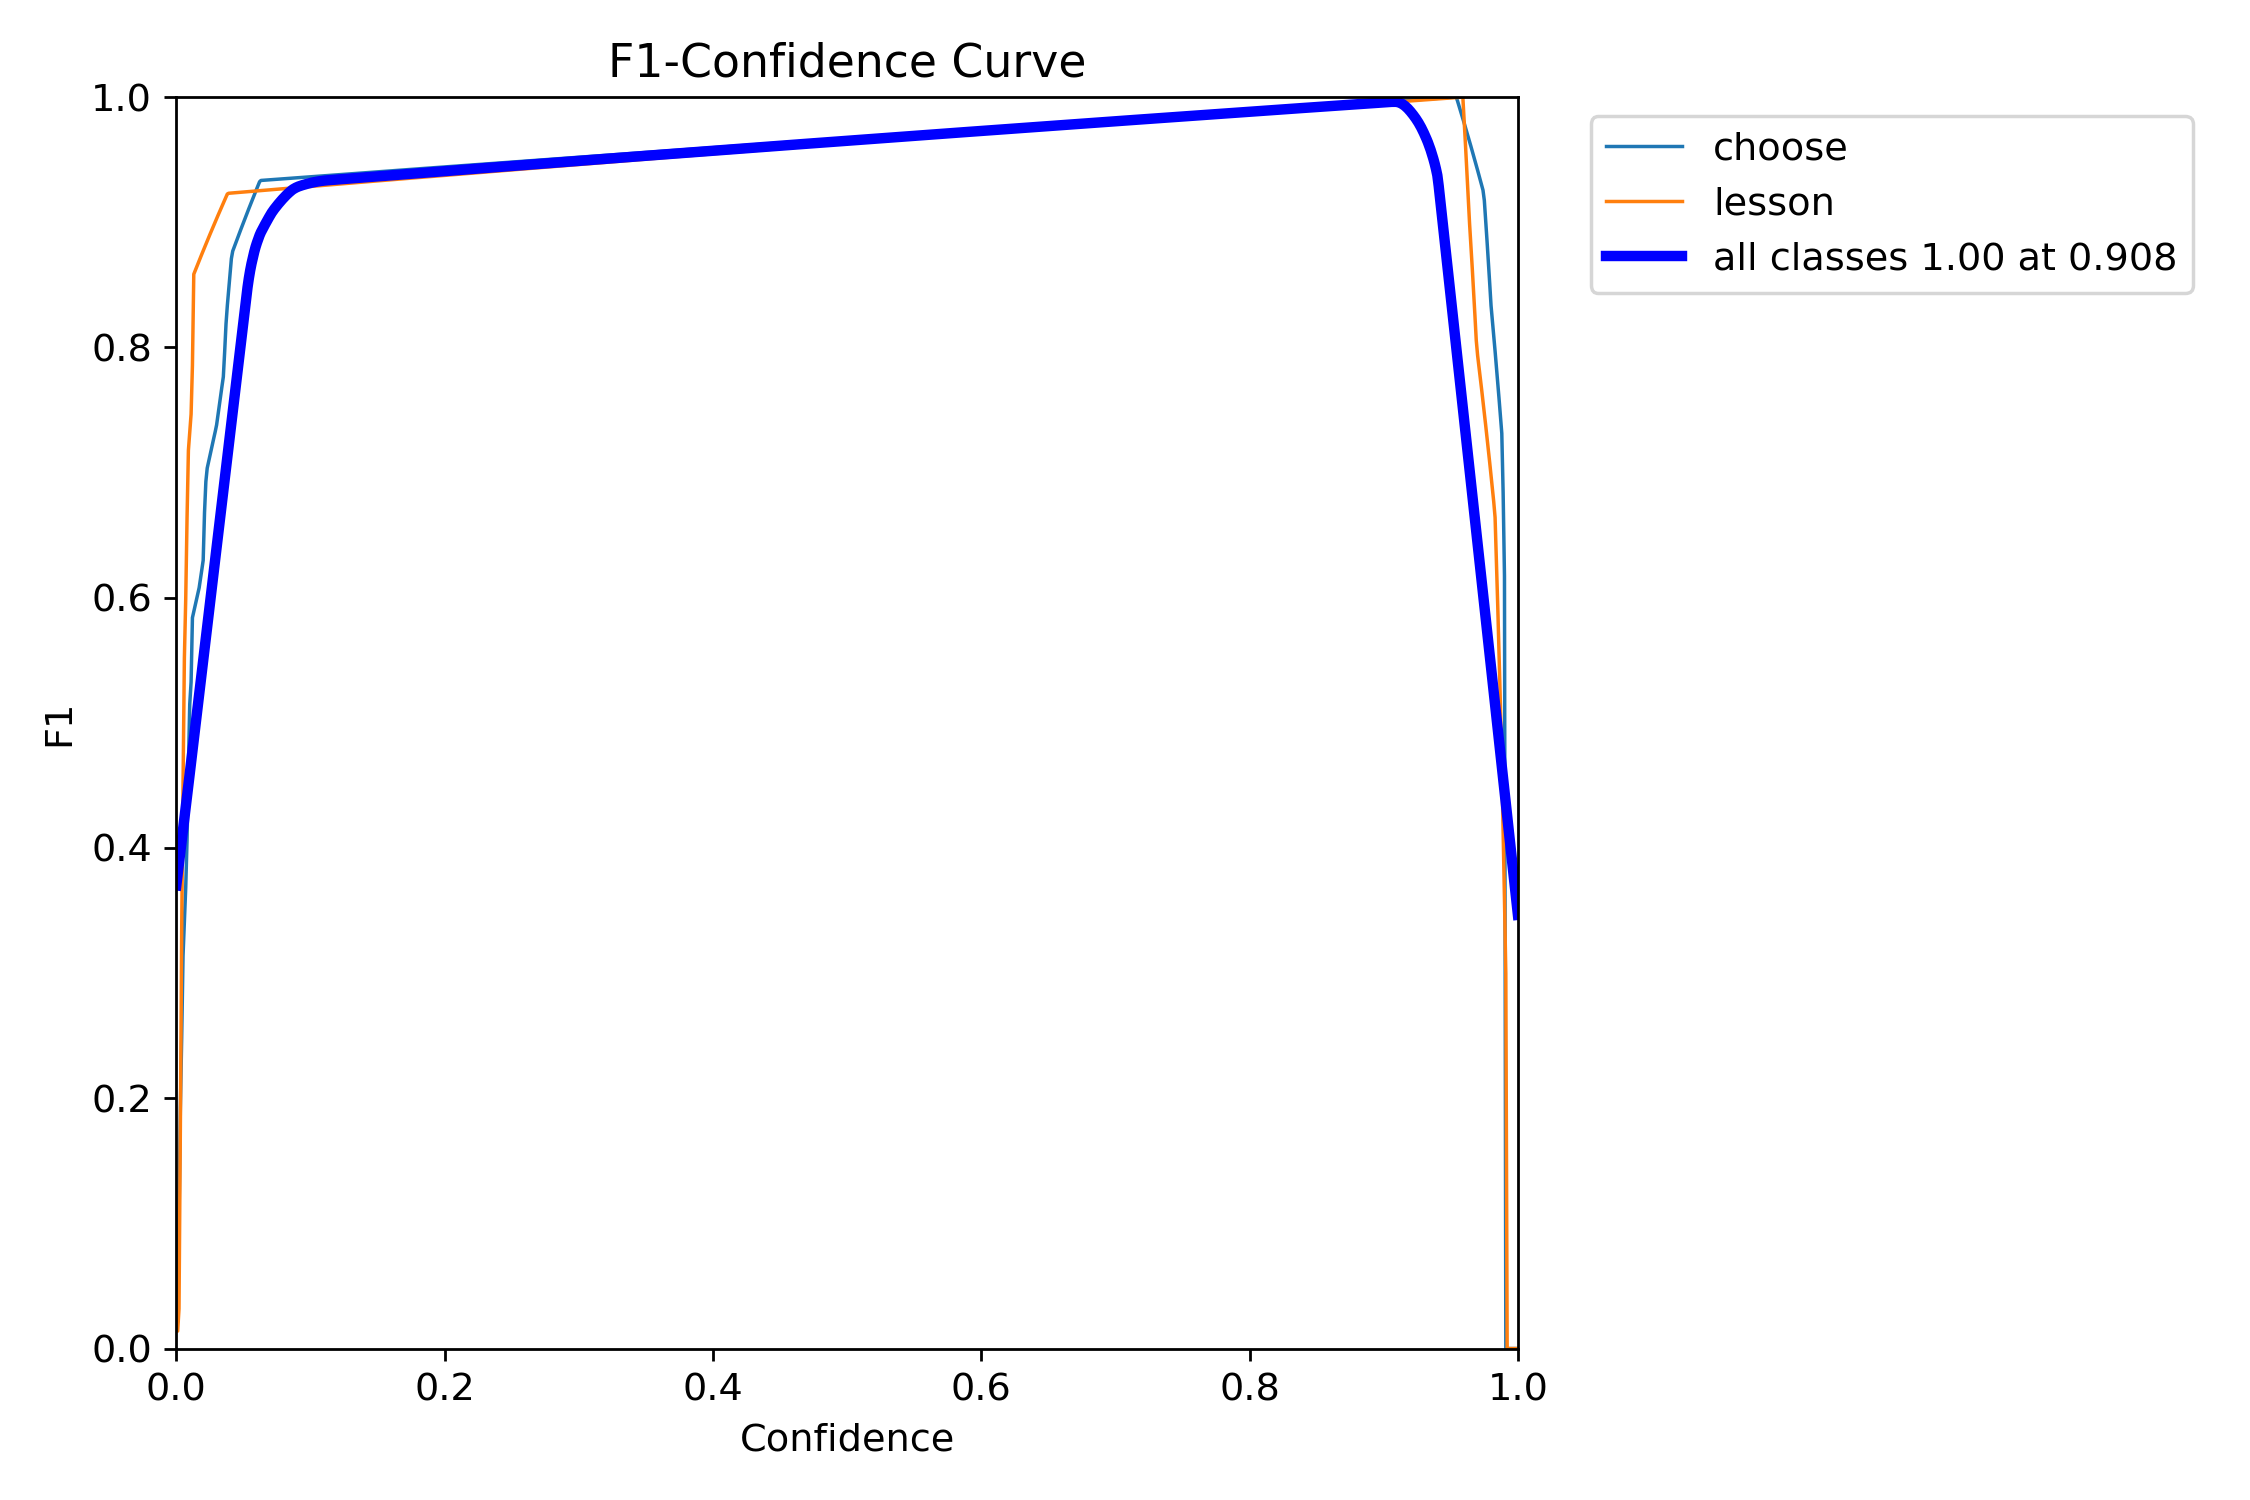 F1-Confidence Curve
1.0
0.8
0.6
0.4
0.2
0.0
F1
0.0 0.2 0.4 0.6 0.8 1.0
Confidence
choose
lesson
all classes 1.00 at 0.908